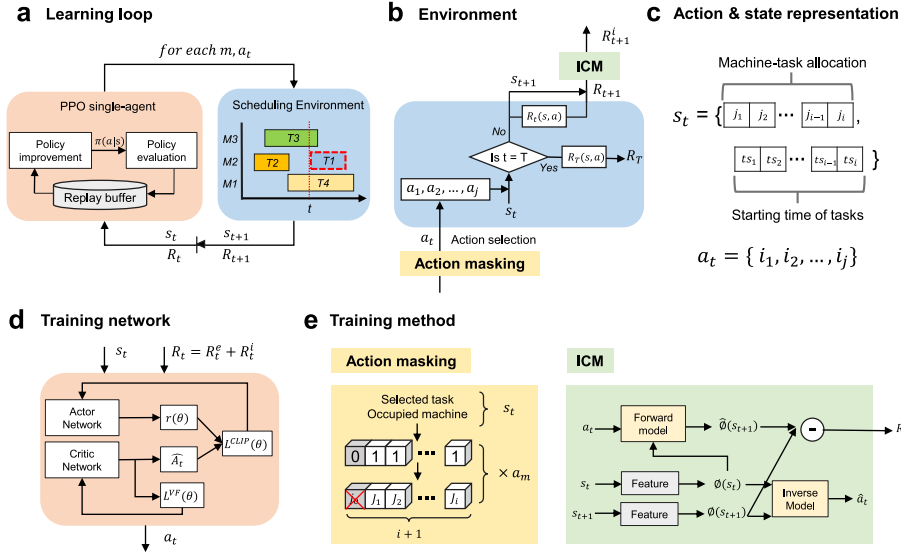 a Learning loop
for each m, a_t
PPO single-agent
Policy improvement
π(a|s)
Policy evaluation
Replay buffer
Scheduling Environment
M3
T3
M2
T2
T1
M1
T4
t
s_t
s_{t+1}
R_t
R_{t+1}
b Environment
R^i_{t+1}
ICM
s_{t+1}
R_{t+1}
R_t(s,a)
No
Is t = T
Yes
R_T(s,a)
R_T
a_1, a_2, ..., a_j
s_t
a_t
Action selection
Action masking
c Action & state representation
Machine-task allocation
s_t = { j_1 j_2 ⋯ j_{i−1} j_i ,
ts_1 ts_2 ⋯ ts_{i−1} ts_i }
Starting time of tasks
a_t = { i_1, i_2, ..., i_j}
d Training network
s_t
R_t = R^e_t + R^i_t
Actor
Network
r(θ)
L^{CLIP}(θ)
Critic
Network
\widehat{A_t}
L^{VF}(θ)
a_t
e Training method
Action masking
Selected task
Occupied machine
s_t
0 1 1 ⋯ 1
× a_m
J_1 J_2 ⋯ J_i
i + 1
ICM
a_t
Forward
model
\hat{∅}(s_{t+1})
-
R
s_t
Feature
∅(s_t)
s_{t+1}
Feature
∅(s_{t+1})
Inverse
Model
\hat{a}_t